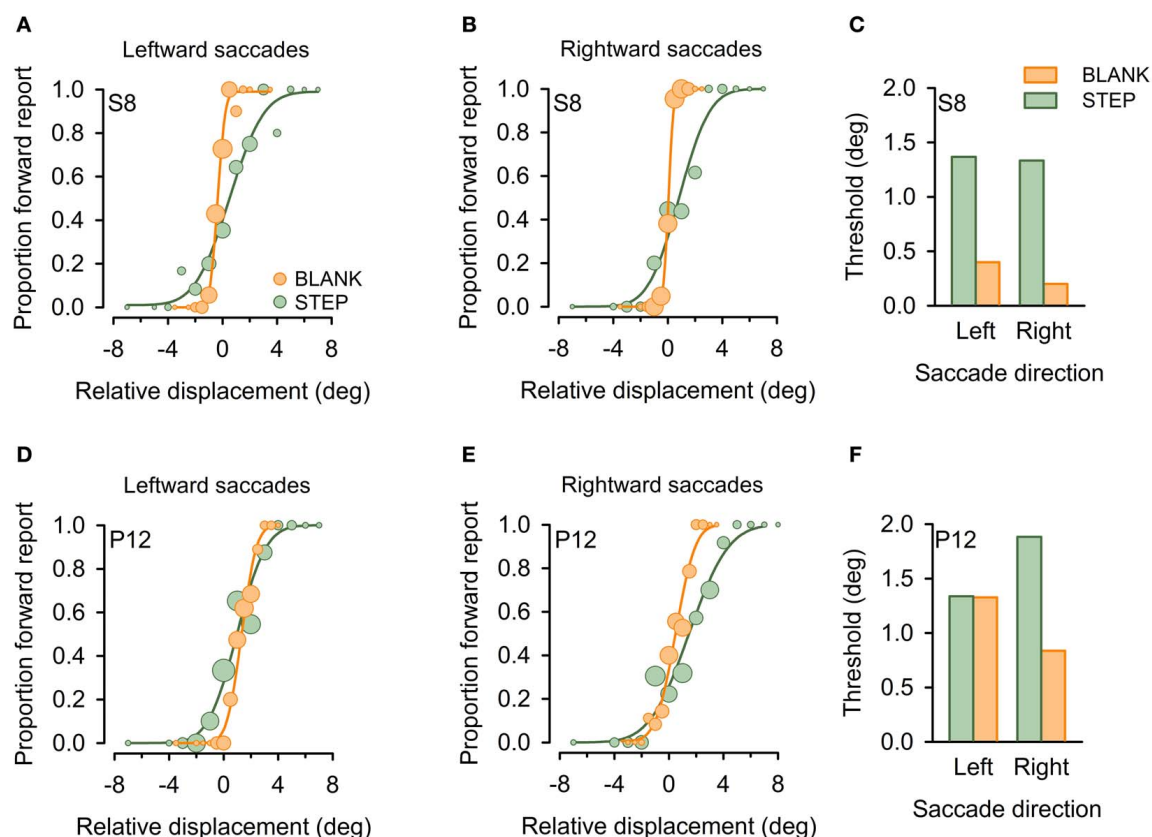 A
Leftward saccades
S8
Proportion forward report
1.0
0.8
0.6
0.4
0.2
0.0
BLANK
STEP
-8 -4 0 4 8
Relative displacement (deg)
B
Rightward saccades
S8
Proportion forward report
1.0
0.8
0.6
0.4
0.2
0.0
-8 -4 0 4 8
Relative displacement (deg)
C
BLANK
STEP
S8
Threshold (deg)
2.0
1.5
1.0
0.5
0.0
Left Right
Saccade direction
D
Leftward saccades
P12
Proportion forward report
1.0
0.8
0.6
0.4
0.2
0.0
-8 -4 0 4 8
Relative displacement (deg)
E
Rightward saccades
P12
Proportion forward report
1.0
0.8
0.6
0.4
0.2
0.0
-8 -4 0 4 8
Relative displacement (deg)
F
P12
Threshold (deg)
2.0
1.5
1.0
0.5
0.0
Left Right
Saccade direction